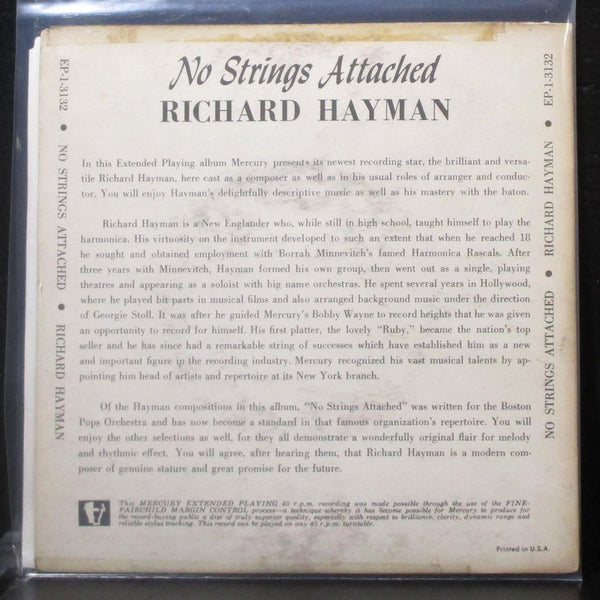 No Strings Attached
RICHARD HAYMAN
In this Extended Playing album Mercury presents its newest recording star, the brilliant and versa-
tile Richard Hayman, here cast as a composer as well as in his usual roles of arranger and conduc-
tor. You will enjoy Hayman's delightfully descriptive music as well as his mastery with the baton.
Richard Hayman is a New Englander who, while still in high school, taught himself to play the
harmonica. His virtuosity on the instrument developed to such an extent that when he reached 18
he sought and obtained employment with Borrah Minnevitch's famed Harmonica Rascals. After
three years with Minnevitch, Hayman formed his own group, then went out as a single, playing
theatres and appearing as a soloist with big name orchestras. He spent several years in Hollywood,
where he played bit parts in musical films and also arranged background music under the direction
of Georgie Stoll. It was after he guided Mercury's Bobby Wayne to record heights that he was given
an opportunity to record for himself. His first platter, the lovely "Ruby," became the nation's top
seller and he has since had a remarkable string of successes which have established him as a new
and important figure in the recording industry. Mercury recognized his vast musical talents by ap-
pointing him head of artists and repertoire at its New York branch.
Of the Hayman compositions in this album, "No Strings Attached" was written for the Boston
Pops Orchestra and has now become a standard in that famous organization's repertoire. You will
enjoy the other selections as well, for they all demonstrate a wonderfully original flair for melody
and rhythmic effect. You will agree, after hearing them, that Richard Hayman is a modern com-
poser of genuine stature and great promise for the future.
This MERCURY EXTENDED PLAYING 45 r.p.m. recording was made possible through the use of the FINE-
FAIRCHILD MARGIN CONTROL process—a technique whereby it has become possible for Mercury to produce for
the record-buying public a disc of truly superior quality, especially with respect to brilliance, clarity, dynamic range and
reliable stylus tracking. This record can be played on any 45 r.p.m. turntable.
Printed in U.S.A.
EP-1-3132 ● NO STRINGS ATTACHED ● RICHARD HAYMAN
NO STRINGS ATTACHED ● RICHARD HAYMAN ● EP-1-3132